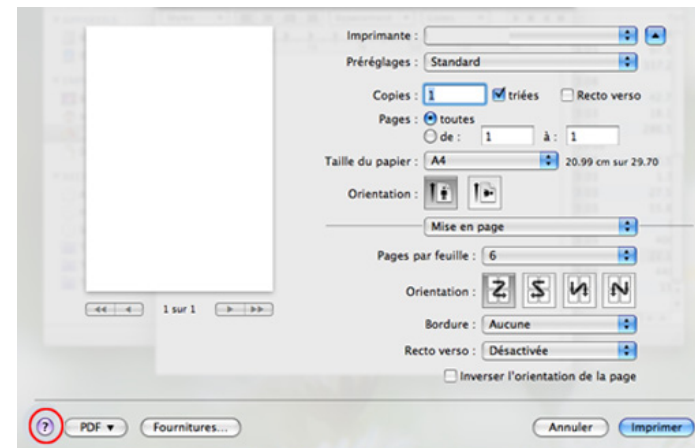 Imprimante :
Préréglages : Standard
Copies : 1 triées Recto verso
Pages : toutes
de : 1 à : 1
Taille du papier : A4 20.99 cm sur 29.70
Orientation :
Mise en page
Pages par feuille : 6
Orientation :
1 sur 1
Bordure : Aucune
Recto verso : Désactivée
Inverser l'orientation de la page
? PDF Fournitures... Annuler Imprimer